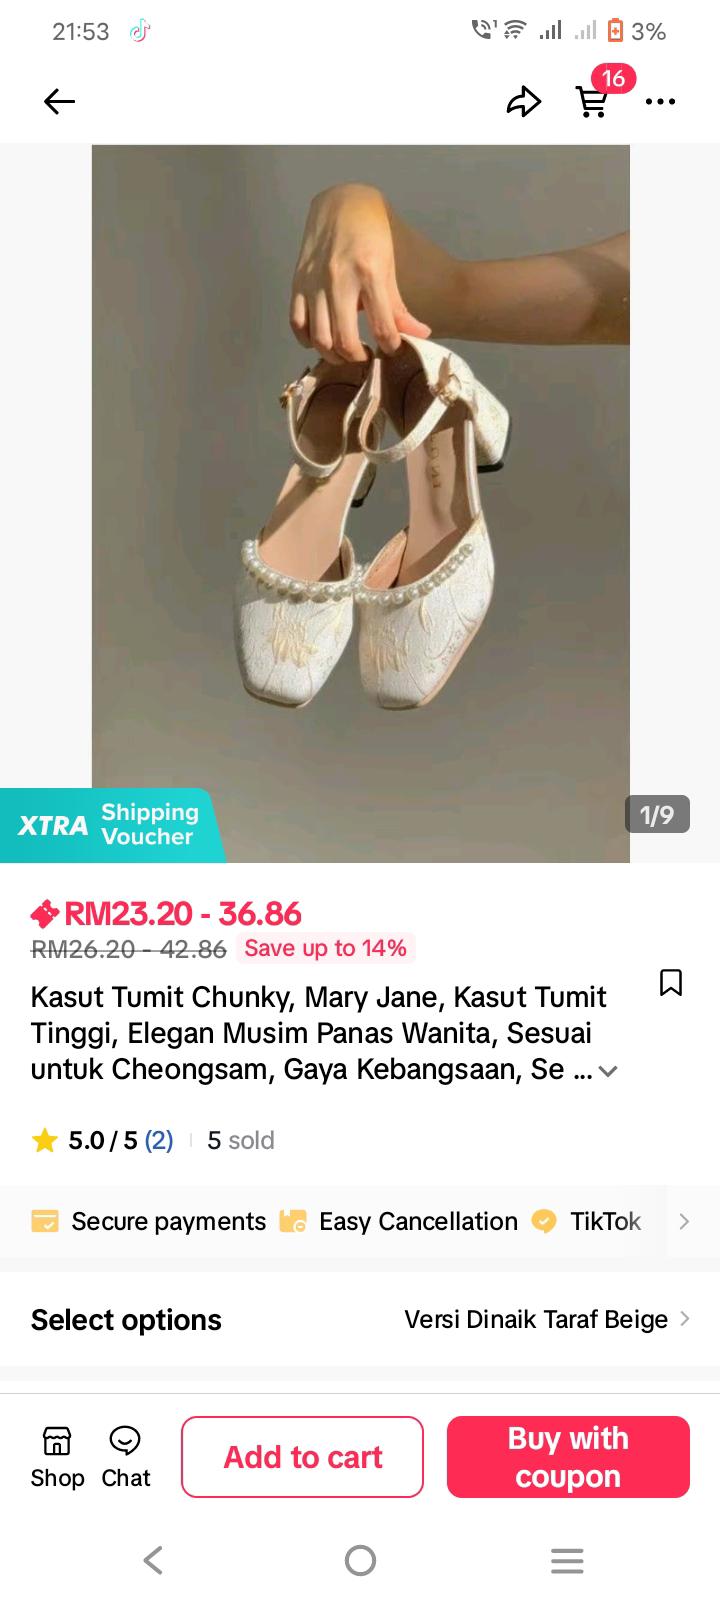 21:53
3%
16
XTRA
Shipping
Voucher
1/9
RM23.20 - 36.86
RM26.20 - 42.86 Save up to 14%
Kasut Tumit Chunky, Mary Jane, Kasut Tumit
Tinggi, Elegan Musim Panas Wanita, Sesuai
untuk Cheongsam, Gaya Kebangsaan, Se ...
5.0 / 5 (2) 5 sold
Secure payments Easy Cancellation TikTok
Select options Versi Dinaik Taraf Beige
Shop Chat Add to cart
Buy with
coupon